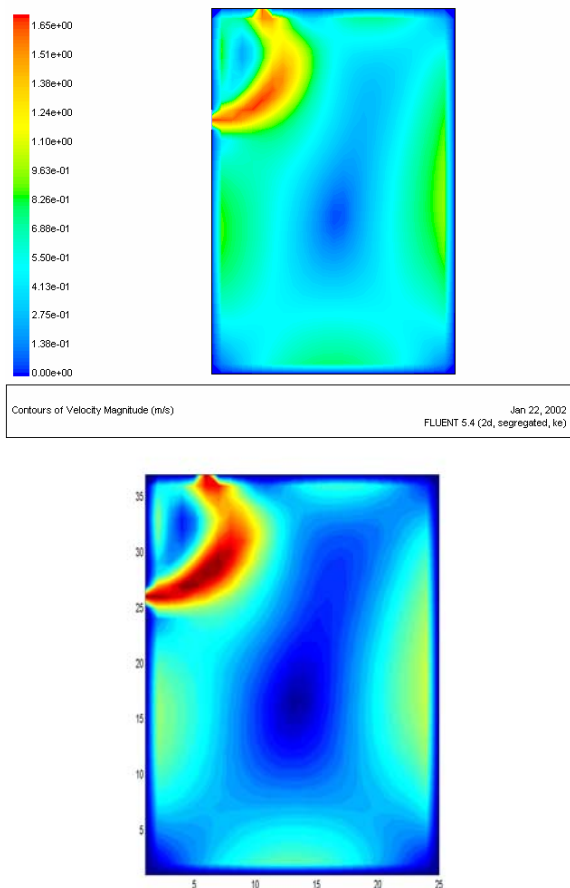 1.65e+00
1.51e+00
1.38e+00
1.24e+00
1.10e+00
9.63e-01
8.26e-01
6.88e-01
5.50e-01
4.13e-01
2.75e-01
1.38e-01
0.00e+00
Contours of Velocity Magnitude (m/s)
Jan 22, 2002
FLUENT 5.4 (2d, segregated, ke)
35
30
25
20
15
10
5
5 10 15 20 25